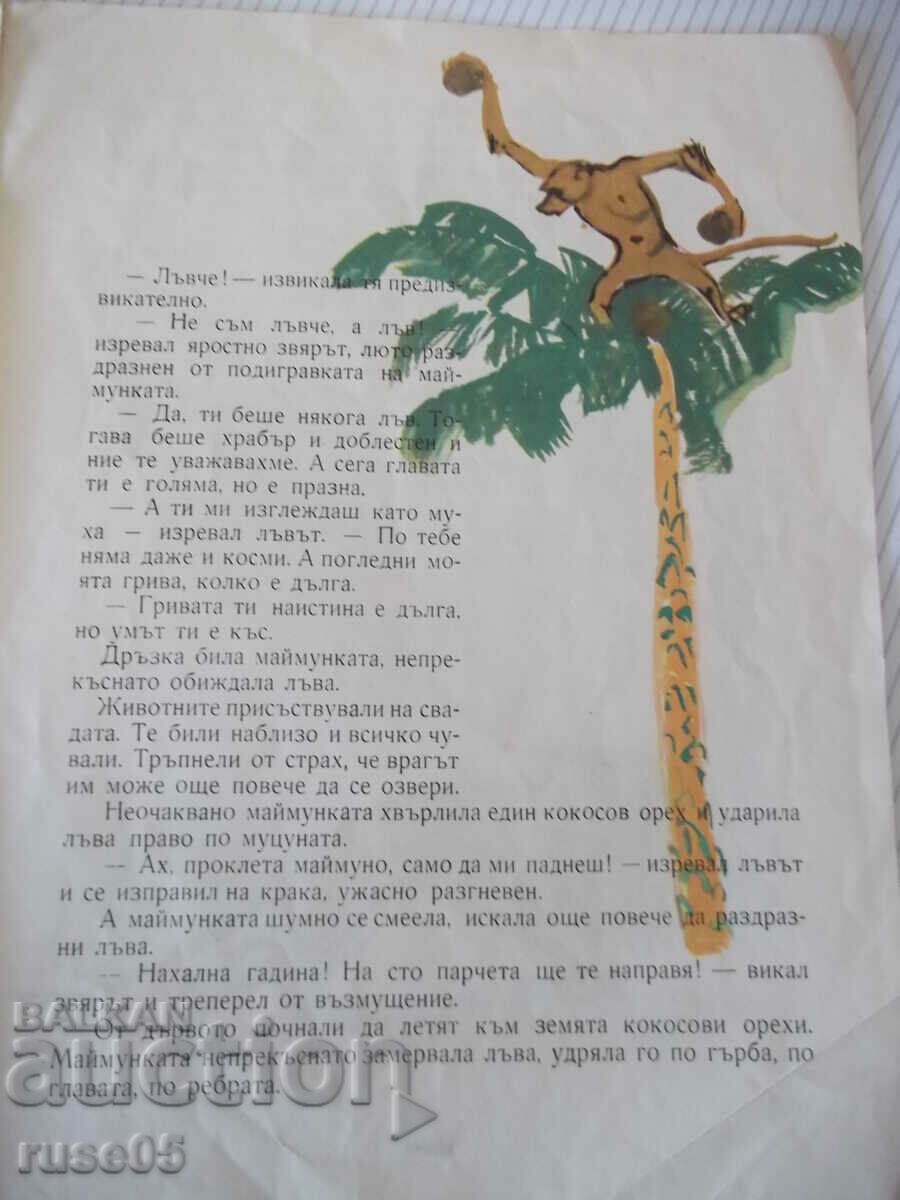 — Лъвче! — извикала тя предиз-
викателно.
— Не съм лъвче, а лъв! —
изревал яростно звярът, люто раз-
дразнен от подигравката на май-
мунката.
— Да, ти беше някога лъв. То-
гава беше храбър и доблестен и
ние те уважавахме. А сега главата
ти е голяма, но е празна.
— А ти ми изглеждаш като му-
ха — изревал лъвът. — По тебе
няма даже и косми. А погледни мо-
ята грива, колко е дълга.
— Гривата ти наистина е дълга,
но умът ти е къс.
Дръзка била маймунката, непре-
къснато обиждала лъва.
Животните присъствували на сва-
дата. Те били наблизо и всичко чу-
вали. Тръпнели от страх, че врагът
им може още повече да се озвери.
Неочаквано маймунката хвърлила един кокосов орех и ударила
лъва право по муцуната.
— Ах, проклета маймуно, само да ми паднеш! — изревал лъвът
и се изправил на крака, ужасно разгневен.
А маймунката шумно се смеела, искала още повече да раздраз-
ни лъва.
— Нахална гадина! На сто парчета ще те направя! — викал
звярът и треперел от възмущение.
От дървото почнали да летят към земята кокосови орехи.
Маймунката непрекъснато замервала лъва, удряла го по гърба, по
главата, по ребрата.
BALKAN
auction
ruse05